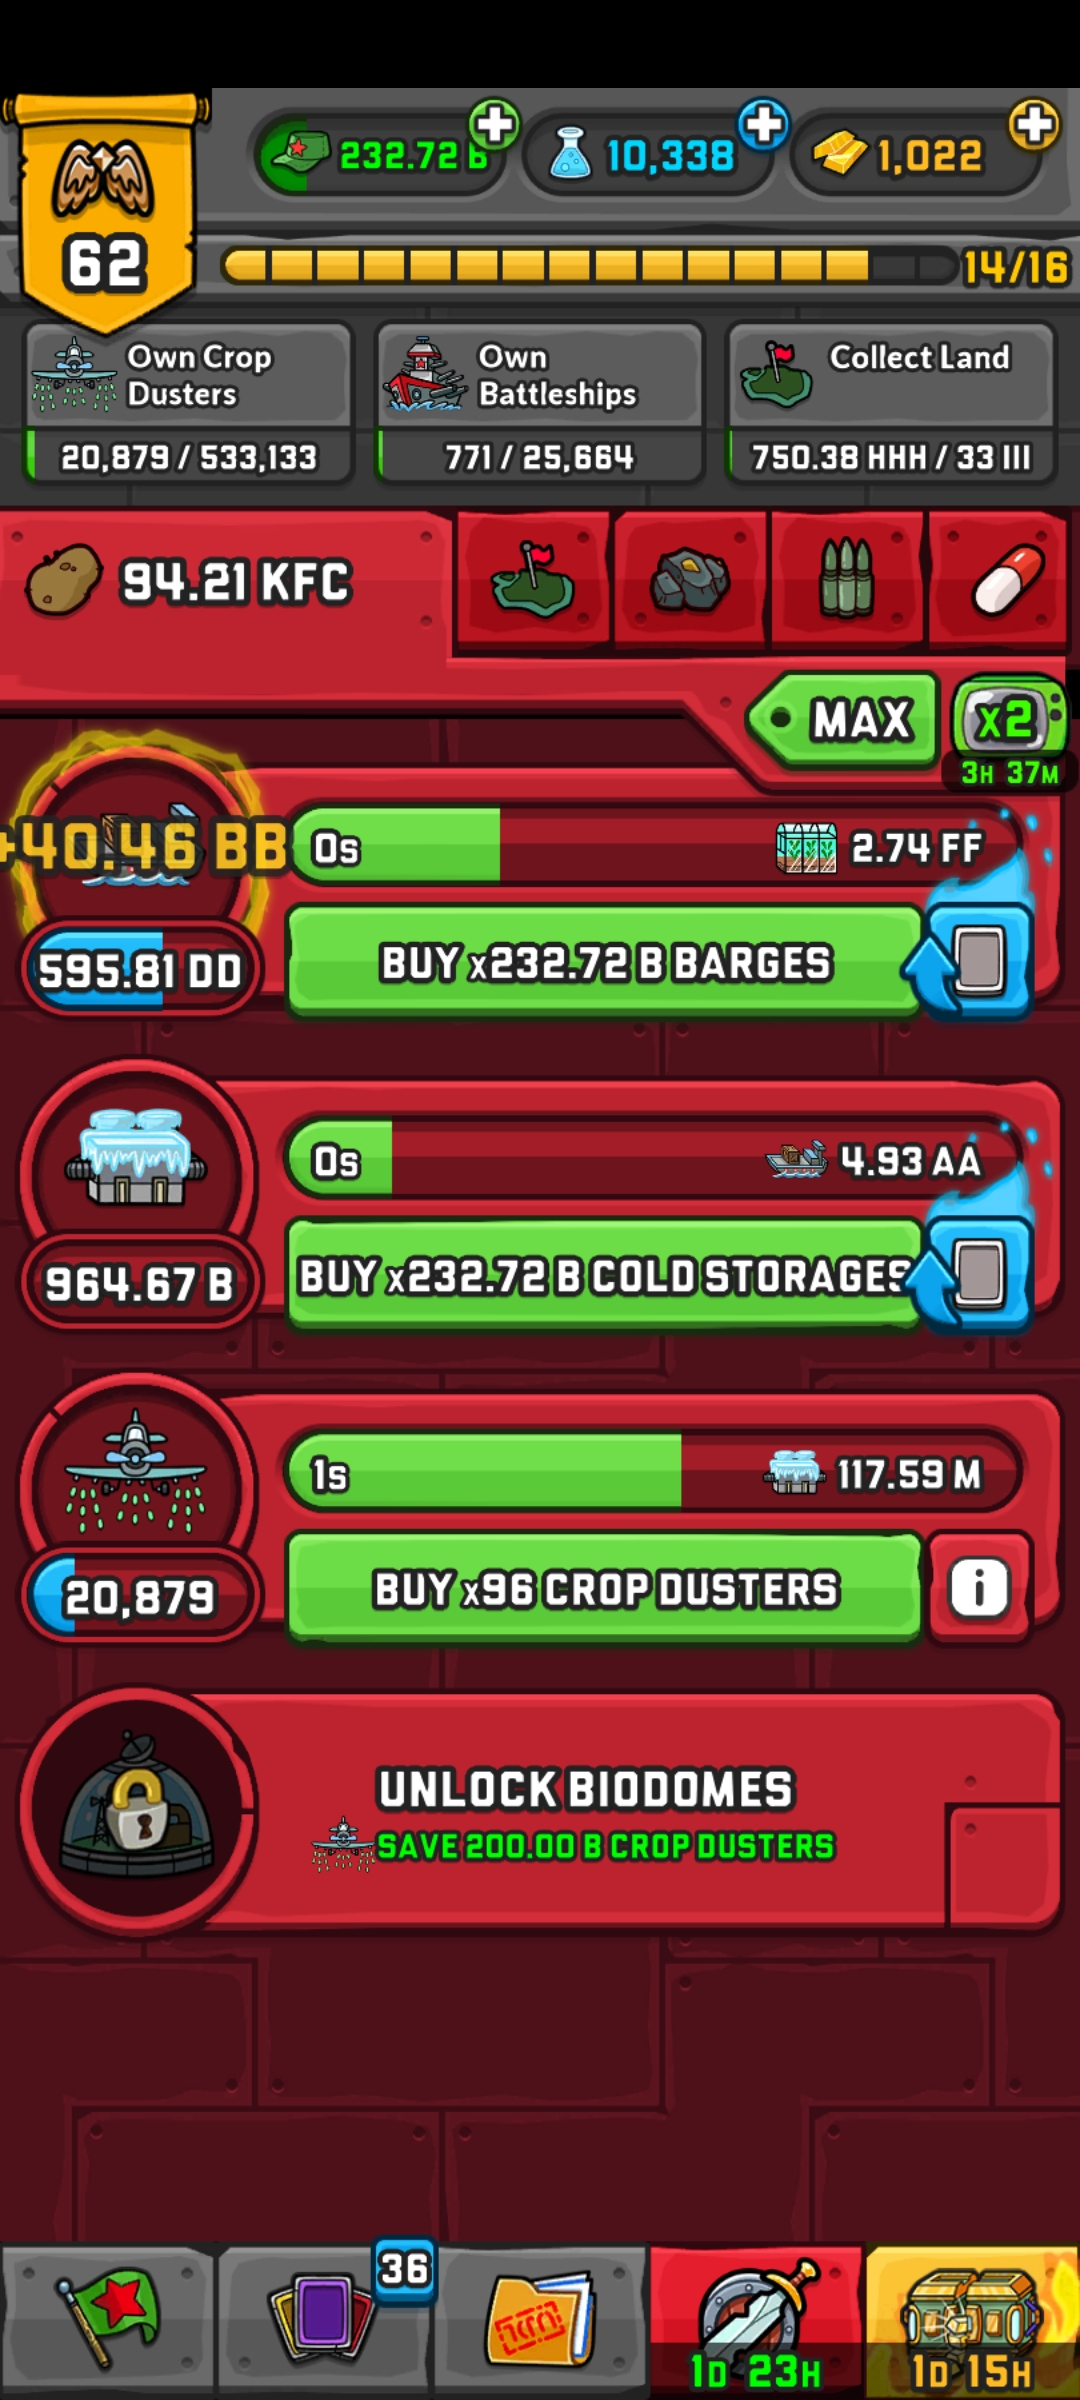 232.72 B
10,338
1,022
62
14/16
Own Crop
Dusters
20,879 / 533,133
Own
Battleships
771 / 25,664
Collect Land
750.38 HHH / 33 III
94.21 KFC
MAX
x2
3H 37M
+40.46 BB
0s
2.74 FF
595.81 DD
BUY x232.72 B BARGES
0s
4.93 AA
964.67 B
BUY x232.72 B COLD STORAGES
1s
117.59 M
20,879
BUY x96 CROP DUSTERS
i
UNLOCK BIODOMES
SAVE 200.00 B CROP DUSTERS
36
1D 23H
1D 15H